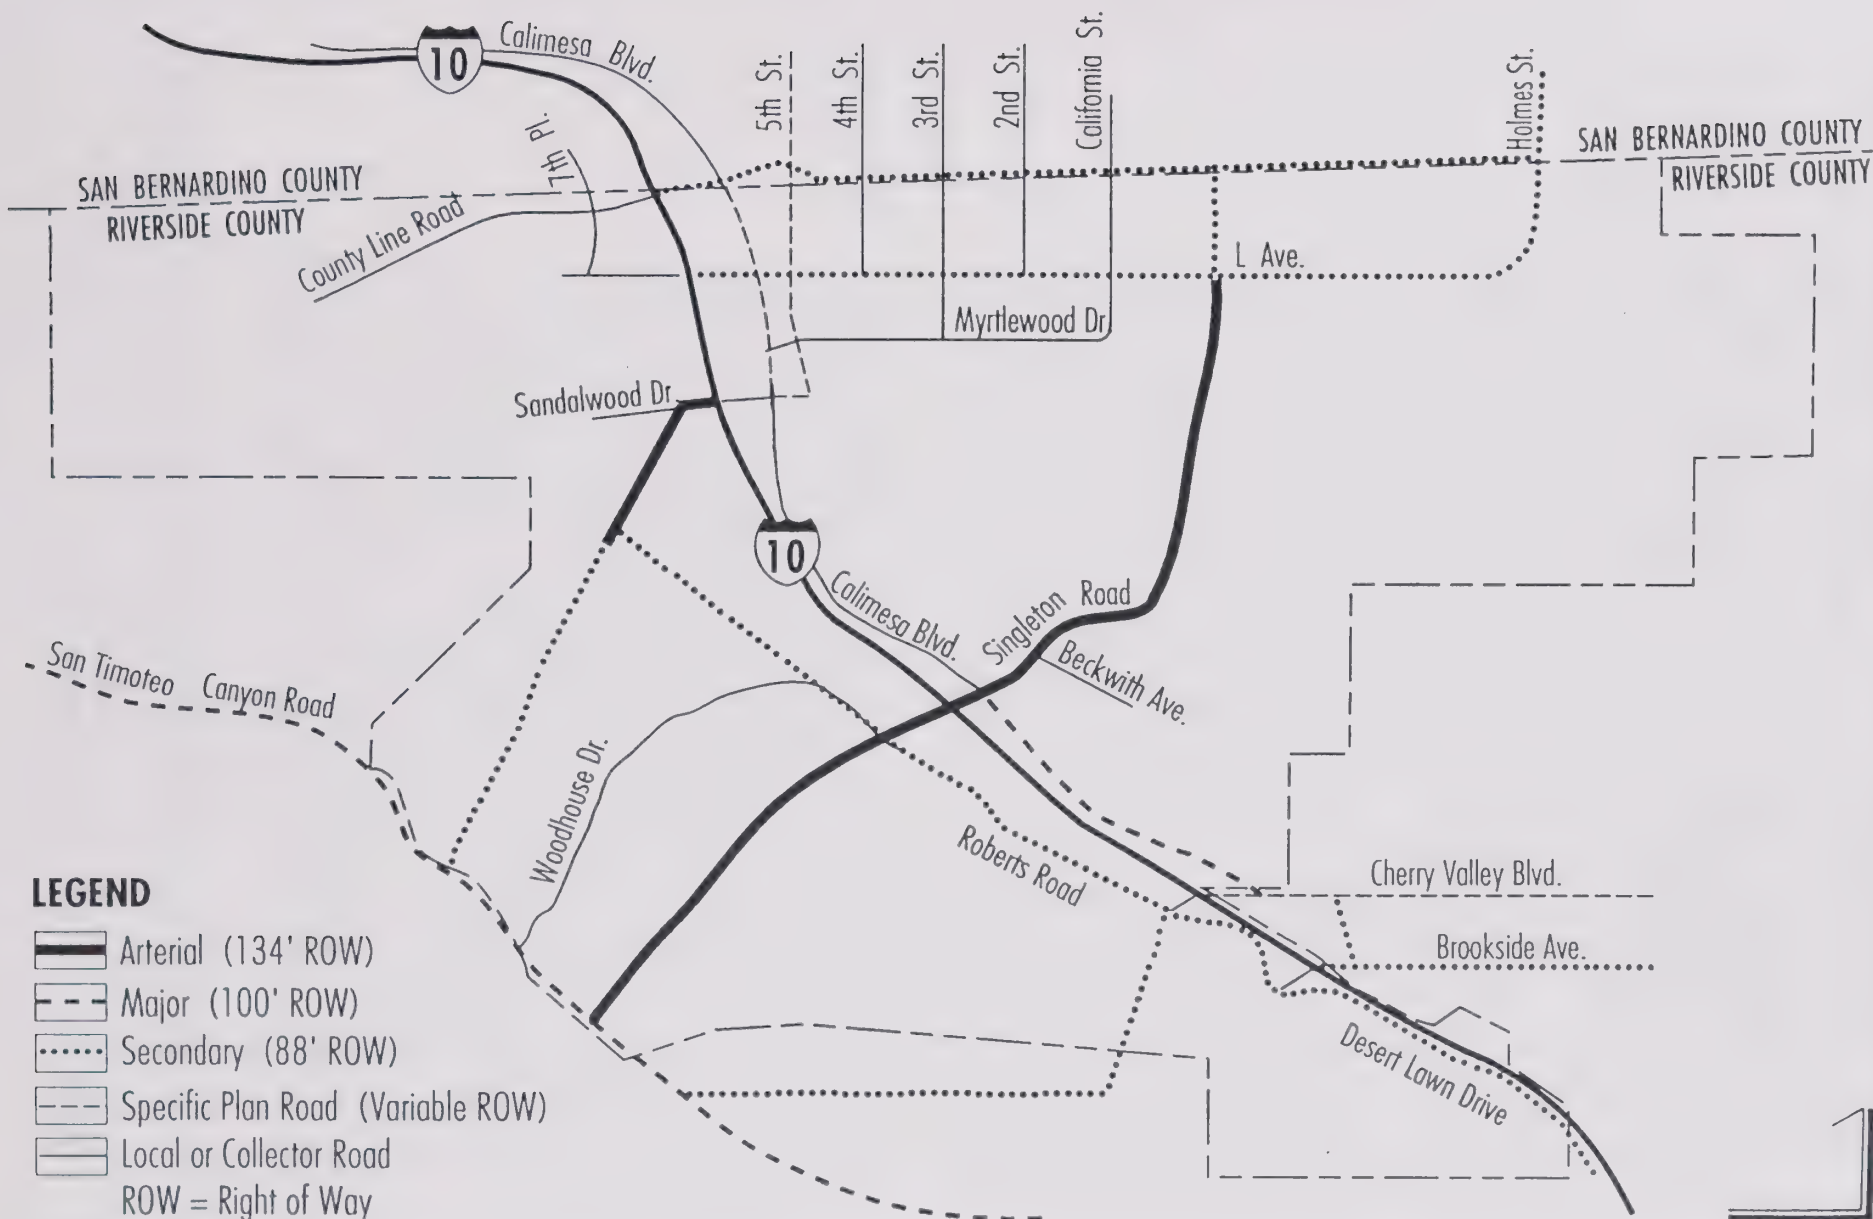 10
Calimesa Blvd.
7th Pl.
5th St.
4th St.
3rd St.
2nd St.
California St.
Holmes St.
SAN BERNARDINO COUNTY
RIVERSIDE COUNTY
SAN BERNARDINO COUNTY
RIVERSIDE COUNTY
County Line Road
L Ave.
Myrtlewood Dr
Sandalwood Dr
10
Calimesa Blvd.
Singleton Road
Beckwith Ave.
San Timoteo Canyon Road
Woodhouse Dr.
Roberts Road
Cherry Valley Blvd.
Brookside Ave.
Desert Lawn Drive
LEGEND
Arterial (134' ROW)
Major (100' ROW)
Secondary (88' ROW)
Specific Plan Road (Variable ROW)
Local or Collector Road
ROW = Right of Way